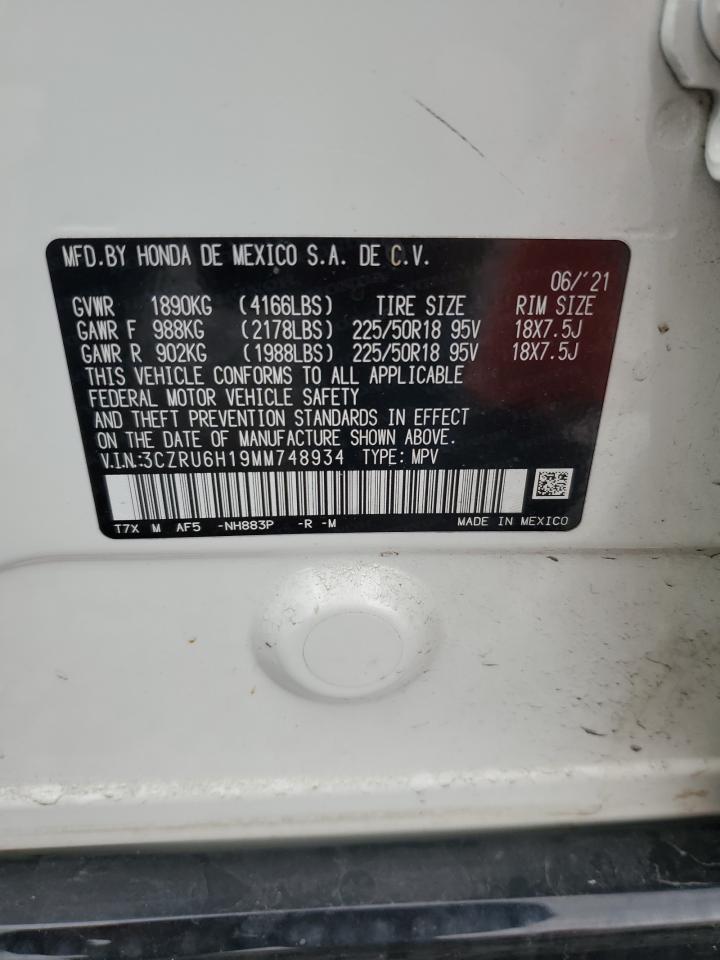 MFD.BY HONDA DE MEXICO S.A. DE C.V.
06/'21
GVWR 1890KG (4166LBS) TIRE SIZE RIM SIZE
GAWR F 988KG (2178LBS) 225/50R18 95V 18X7.5J
GAWR R 902KG (1988LBS) 225/50R18 95V 18X7.5J
THIS VEHICLE CONFORMS TO ALL APPLICABLE
FEDERAL MOTOR VEHICLE SAFETY
AND THEFT PREVENTION STANDARDS IN EFFECT
ON THE DATE OF MANUFACTURE SHOWN ABOVE.
V.I.N.:3CZRU6H19MM748934 TYPE: MPV
T7X M AF5 -NH883P -R -M MADE IN MEXICO